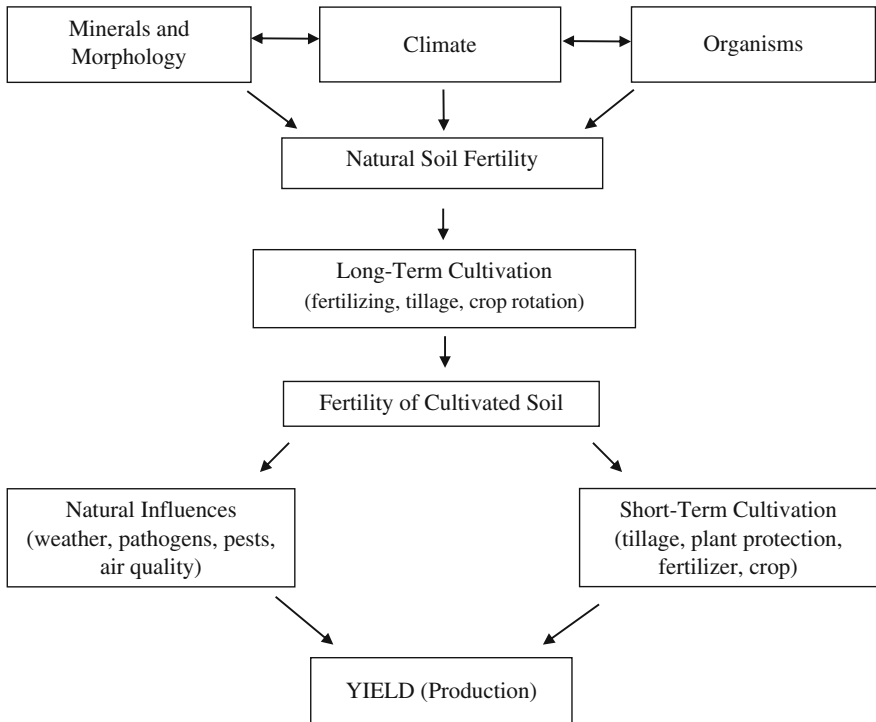 Minerals and
Morphology
Climate
Organisms
Natural Soil Fertility
Long-Term Cultivation
(fertilizing, tillage, crop rotation)
Fertility of Cultivated Soil
Natural Influences
(weather, pathogens, pests,
air quality)
Short-Term Cultivation
(tillage, plant protection,
fertilizer, crop)
YIELD (Production)